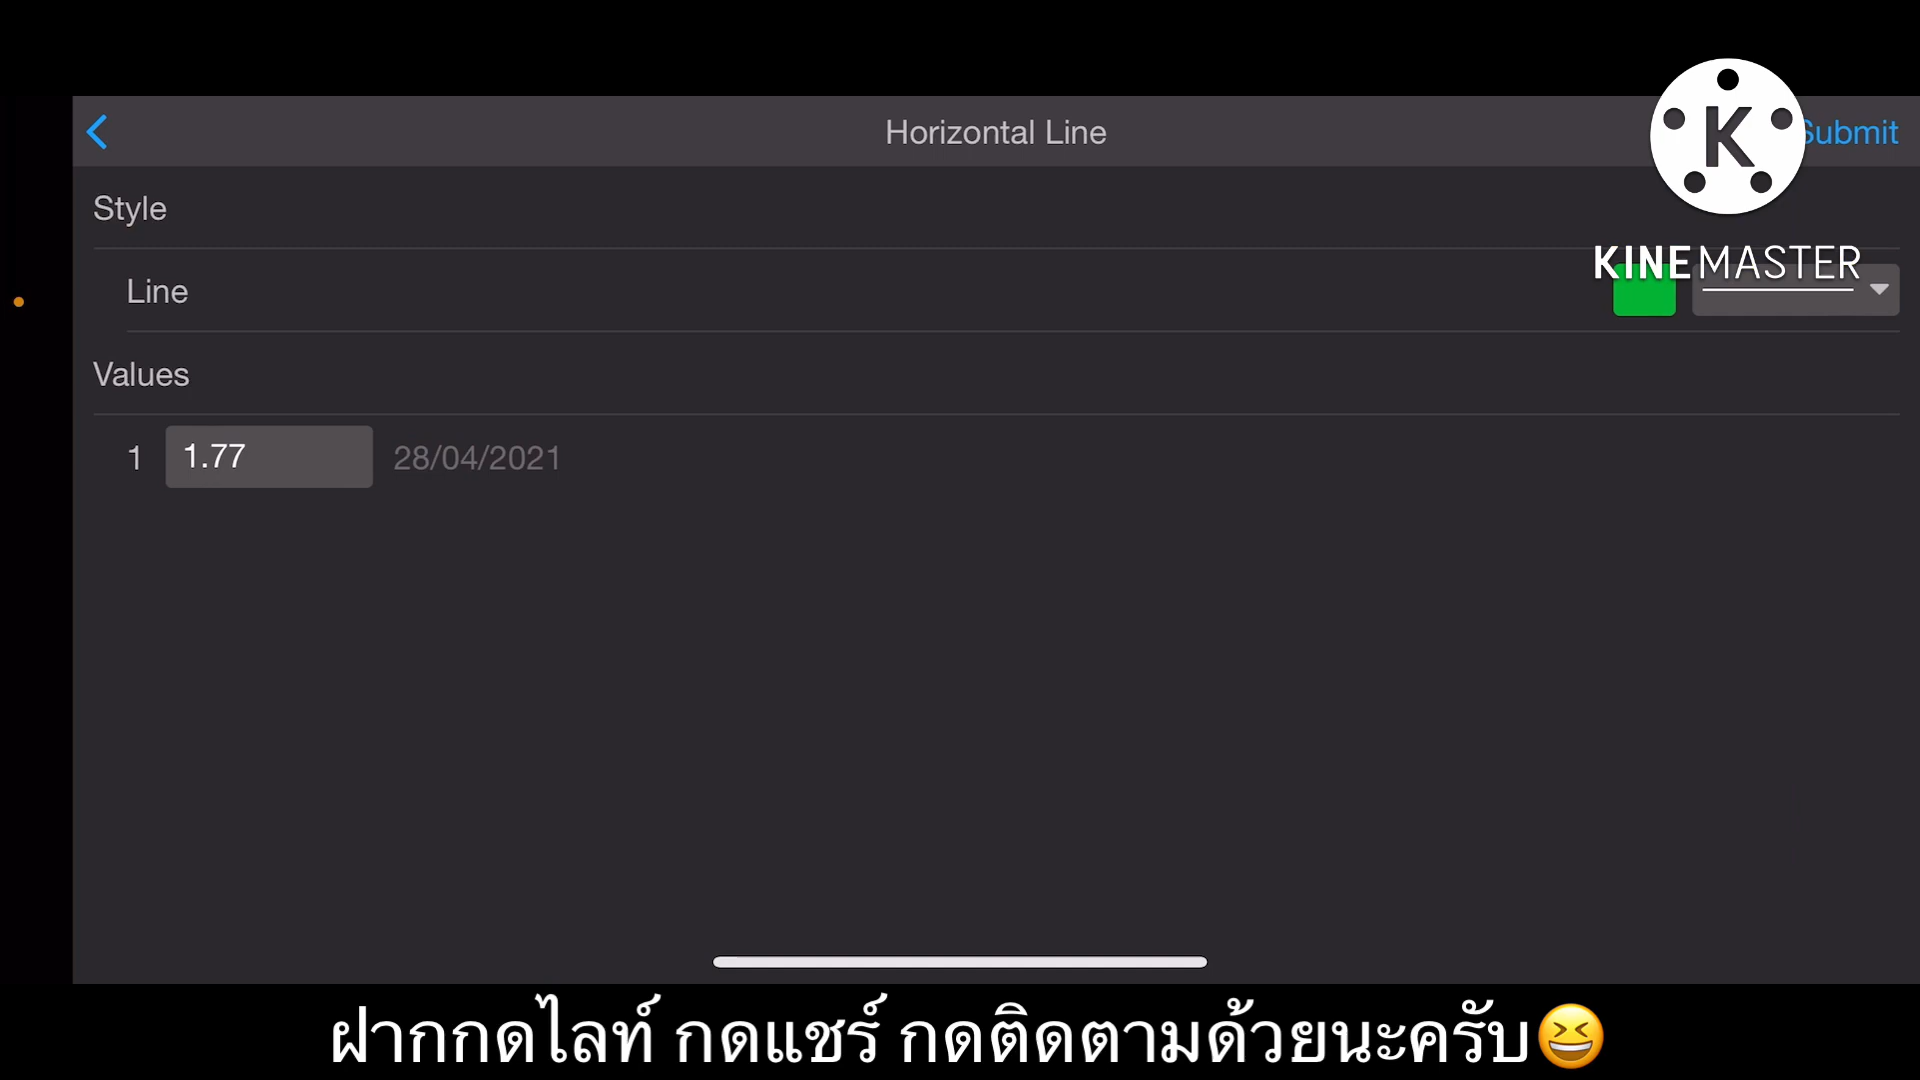 Horizontal Line
Submit
K
KINEMASTER
Style
Line
Values
1 1.77 28/04/2021
ฝากกดไลท์ กดแชร์ กดติดตามด้วยนะครับ😆